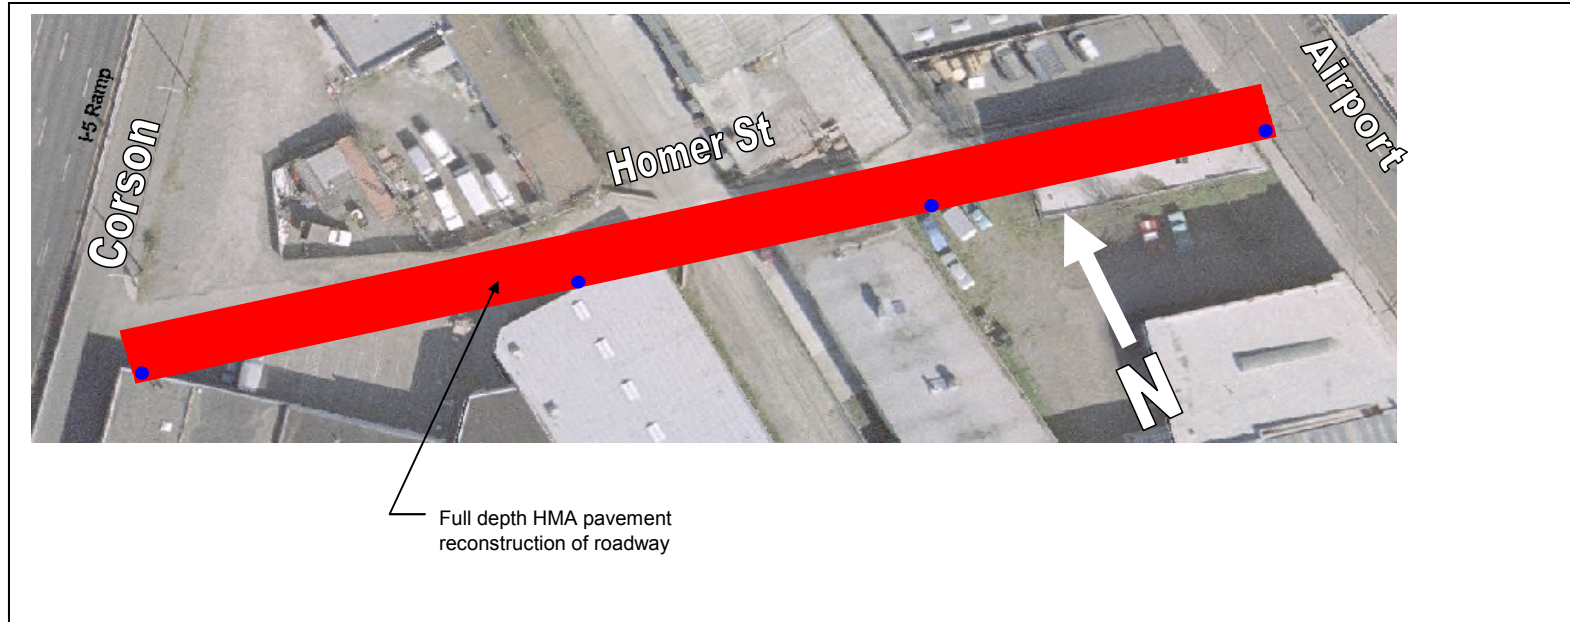 I-5 Ramp
Corson
Homer St
Airport
N
Full depth HMA pavement
reconstruction of roadway